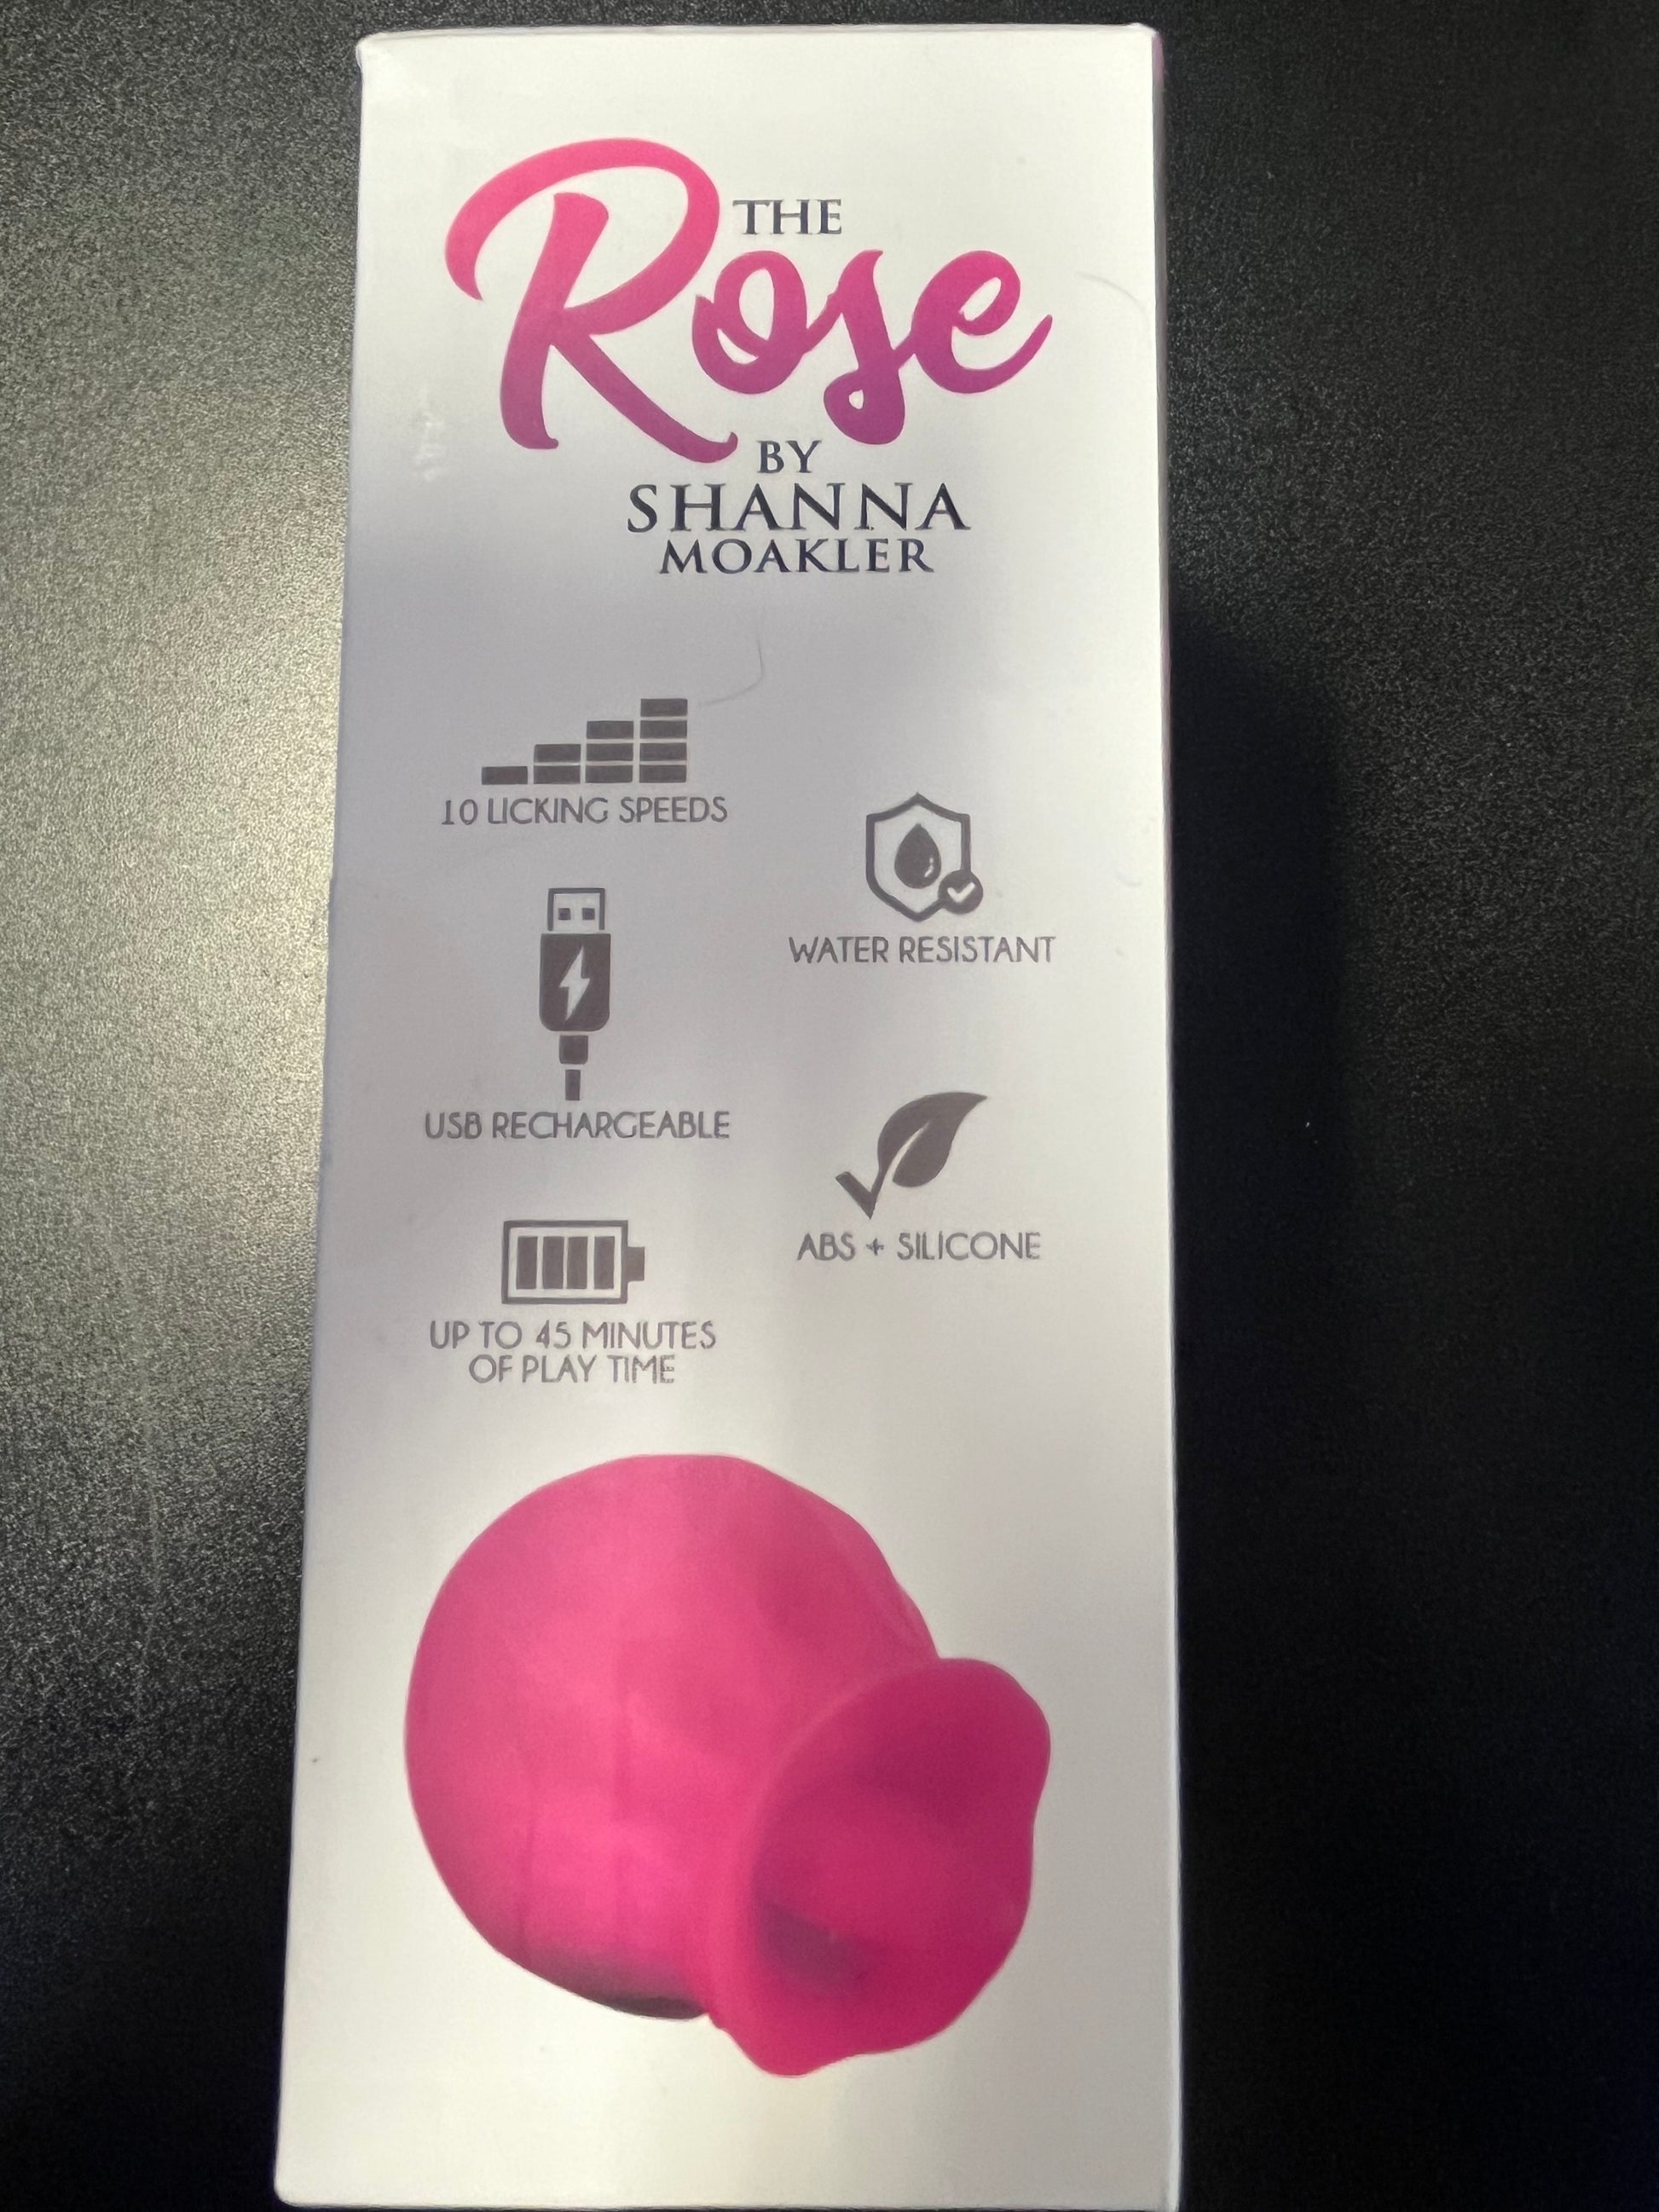 THE
Rose
BY
SHANNA
MOAKLER
10 LICKING SPEEDS
WATER RESISTANT
USB RECHARGEABLE
ABS + SILICONE
UP TO 45 MINUTES
OF PLAY TIME